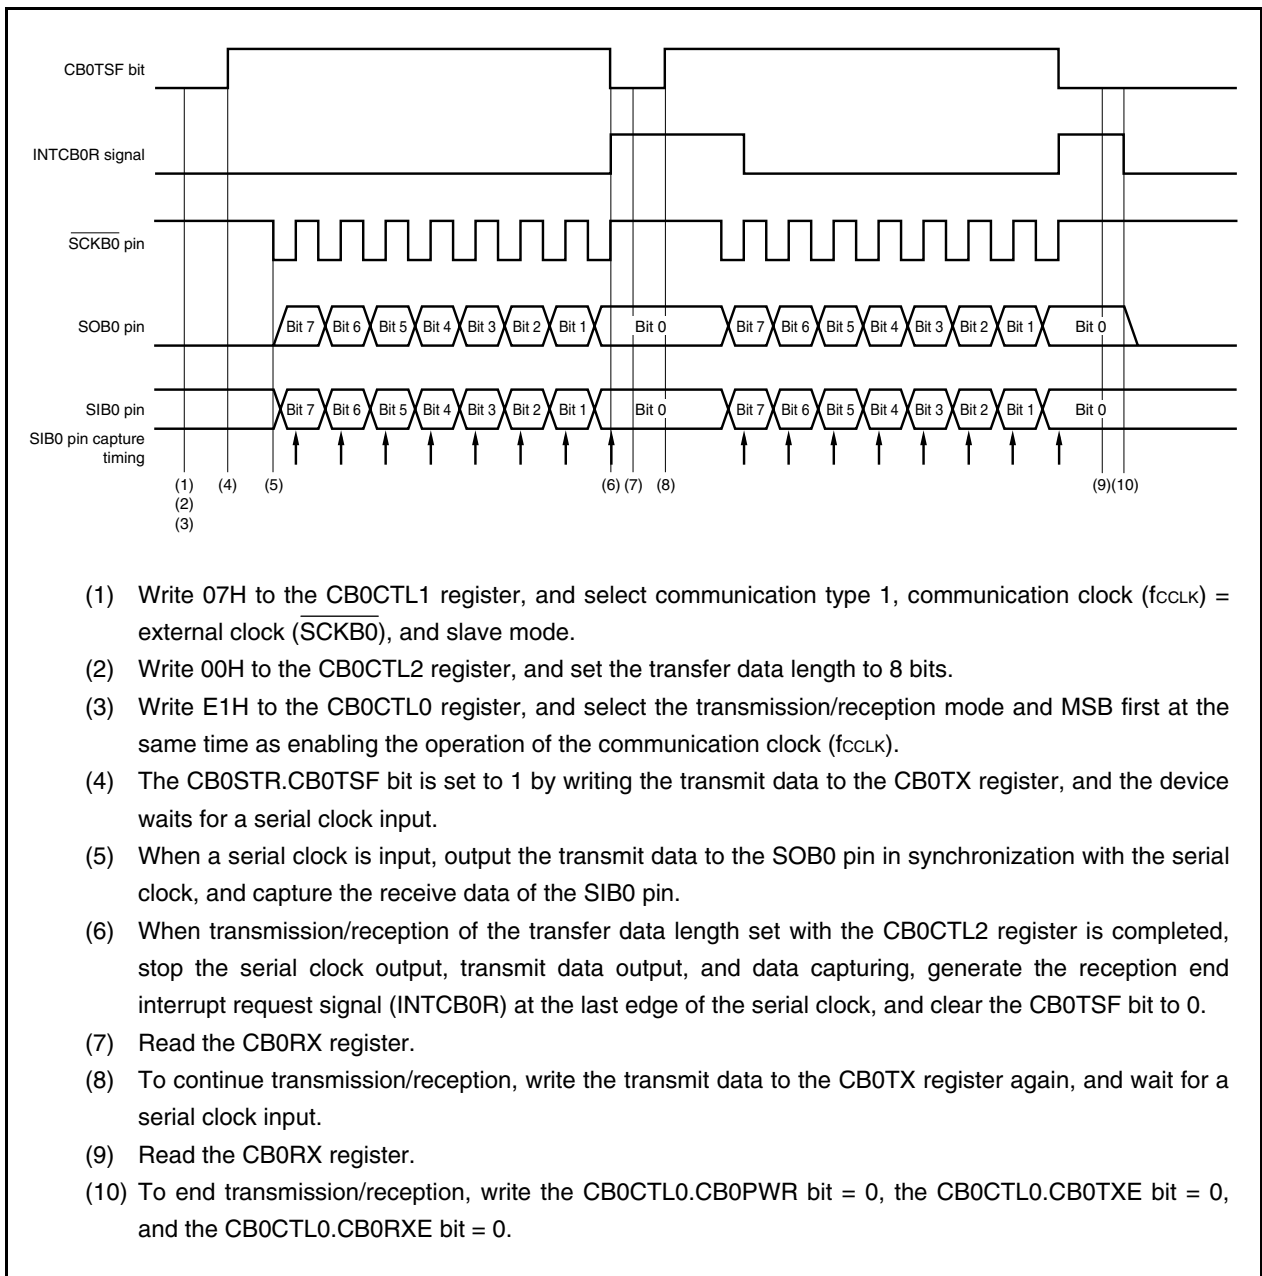 CB0TSF bit
INTCB0R signal
SCKB0 pin
SOB0 pin
Bit 7 Bit 6 Bit 5 Bit 4 Bit 3 Bit 2 Bit 1 Bit 0 Bit 7 Bit 6 Bit 5 Bit 4 Bit 3 Bit 2 Bit 1 Bit 0
SIB0 pin
Bit 7 Bit 6 Bit 5 Bit 4 Bit 3 Bit 2 Bit 1 Bit 0 Bit 7 Bit 6 Bit 5 Bit 4 Bit 3 Bit 2 Bit 1 Bit 0
SIB0 pin capture
timing
(1) (4) (5) (6) (7) (8) (9) (10)
(2)
(3)
(1) Write 07H to the CB0CTL1 register, and select communication type 1, communication clock (fCCLK) =
external clock (SCKB0), and slave mode.
(2) Write 00H to the CB0CTL2 register, and set the transfer data length to 8 bits.
(3) Write E1H to the CB0CTL0 register, and select the transmission/reception mode and MSB first at the
same time as enabling the operation of the communication clock (fCCLK).
(4) The CB0STR.CB0TSF bit is set to 1 by writing the transmit data to the CB0TX register, and the device
waits for a serial clock input.
(5) When a serial clock is input, output the transmit data to the SOB0 pin in synchronization with the serial
clock, and capture the receive data of the SIB0 pin.
(6) When transmission/reception of the transfer data length set with the CB0CTL2 register is completed,
stop the serial clock output, transmit data output, and data capturing, generate the reception end
interrupt request signal (INTCB0R) at the last edge of the serial clock, and clear the CB0TSF bit to 0.
(7) Read the CB0RX register.
(8) To continue transmission/reception, write the transmit data to the CB0TX register again, and wait for a
serial clock input.
(9) Read the CB0RX register.
(10) To end transmission/reception, write the CB0CTL0.CB0PWR bit = 0, the CB0CTL0.CB0TXE bit = 0,
and the CB0CTL0.CB0RXE bit = 0.